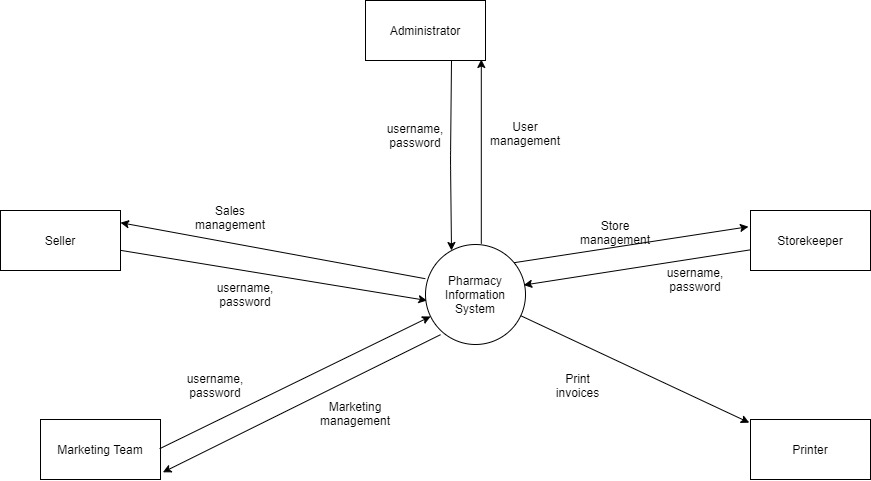 Administrator
username,
password
User
management
Sales
management
Seller
Store
management
Storekeeper
username,
password
username,
password
Pharmacy
Information
System
username,
password
Print
invoices
Marketing
management
Marketing Team
Printer